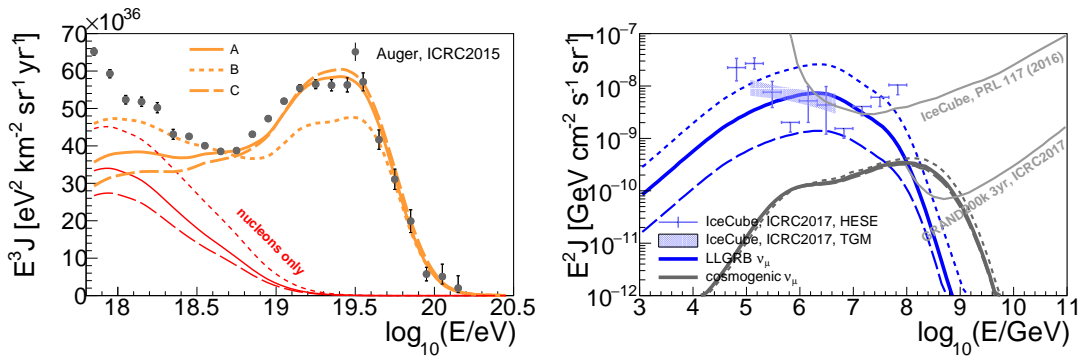 ×10^36
70
60
50
40
30
20
10
0
E³J [eV² km⁻² sr⁻¹ yr⁻¹]
A
B
C
Auger, ICRC2015
nucleons only
18
18.5
19
19.5
20
20.5
log₁₀(E/eV)
10⁻⁷
10⁻⁸
10⁻⁹
10⁻¹⁰
10⁻¹¹
10⁻¹²
E²J [GeV cm⁻² s⁻¹ sr⁻¹]
IceCube, PRL 117 (2016)
GRAND200k 3yr, ICRC2017
IceCube, ICRC2017, HESE
IceCube, ICRC2017, TGM
LLGRB νμ
cosmogenic νμ
3
4
5
6
7
8
9
10
11
log₁₀(E/GeV)